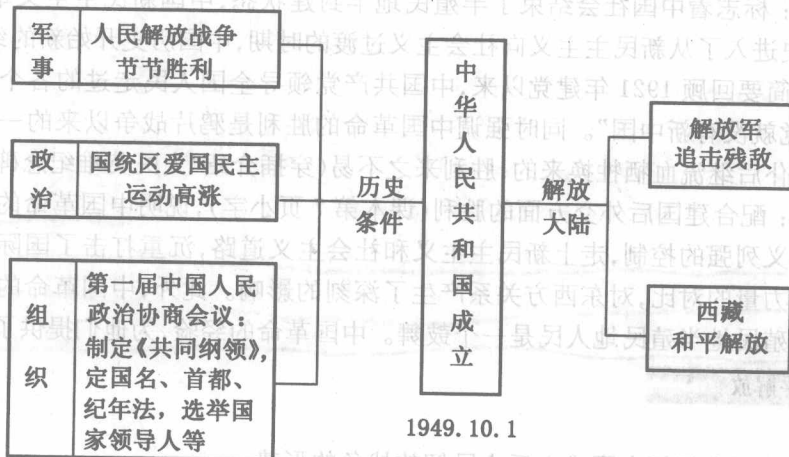 军事
人民解放战争
节节胜利
政治
国统区爱国民主
运动高涨
组织
第一届中国人民
政治协商会议；
制定《共同纲领》，
定国名、首都、
纪年法，选举国
家领导人等
历史
条件
中华人民共和国成立
1949.10.1
解放
大陆
解放军
追击残敌
西藏
和平解放